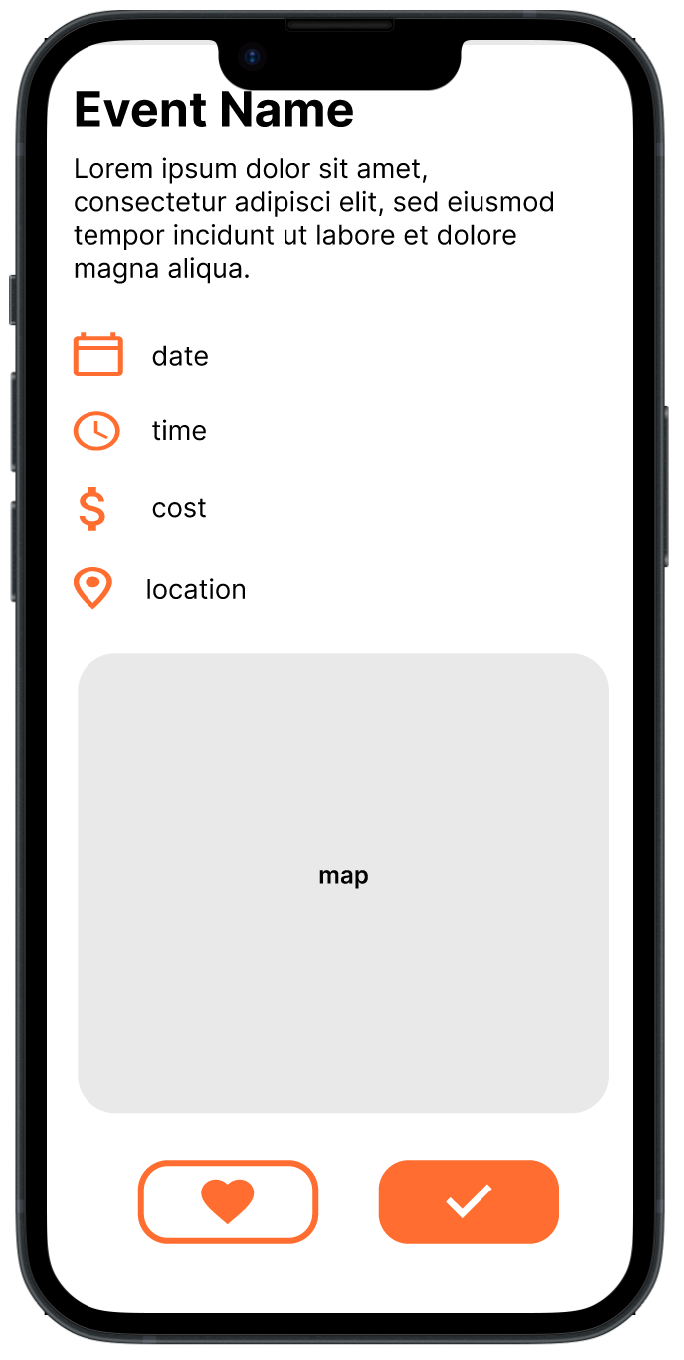 Event Name
Lorem ipsum dolor sit amet,
consectetur adipisci elit, sed eiusmod
tempor incidunt ut labore et dolore
magna aliqua.
date
time
cost
location
map